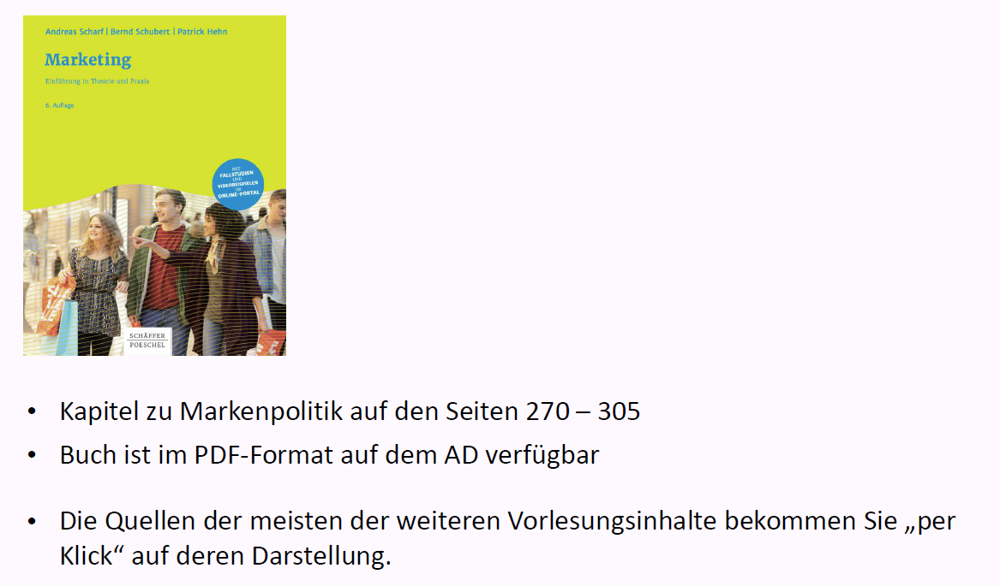 Andreas Scharf | Bernd Schubert | Patrick Hehn
Marketing
Einführung in Theorie und Praxis
6. Auflage
MIT
FALLSTUDIEN
UND
VIDEOBEISPIELEN
IM
ONLINE-PORTAL
SCHÄFFER
POESCHEL
• Kapitel zu Markenpolitik auf den Seiten 270 – 305
• Buch ist im PDF-Format auf dem AD verfügbar
• Die Quellen der meisten der weiteren Vorlesungsinhalte bekommen Sie „per
Klick“ auf deren Darstellung.